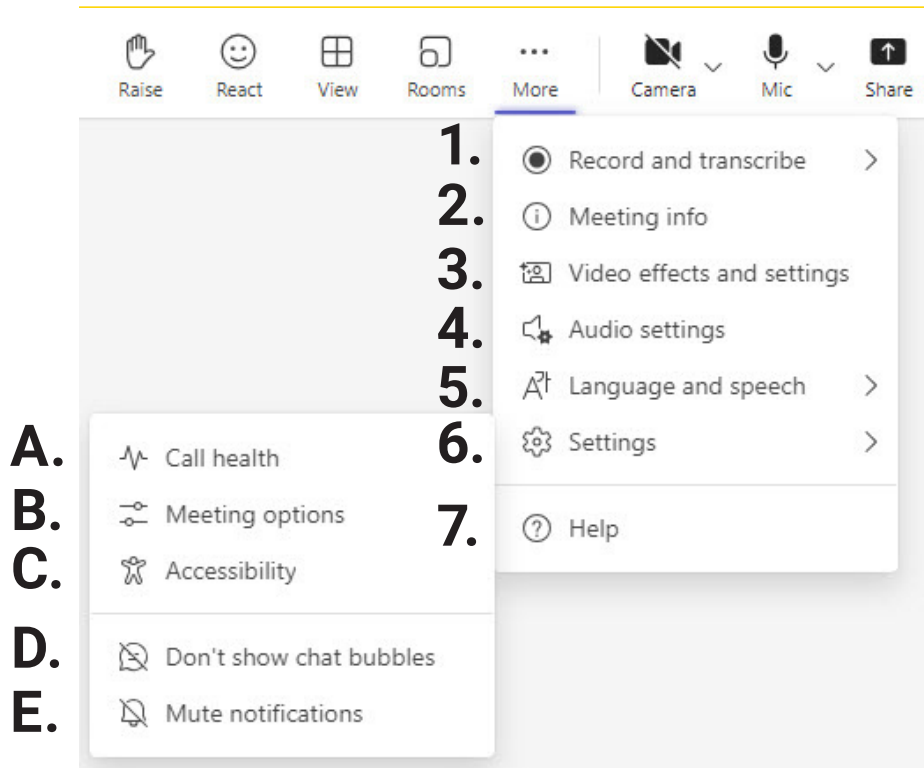 Raise React View Rooms More Camera Mic Share
1. Record and transcribe
2. Meeting info
3. Video effects and settings
4. Audio settings
5. Language and speech
6. Settings
7. Help
A. Call health
B. Meeting options
C. Accessibility
D. Don't show chat bubbles
E. Mute notifications